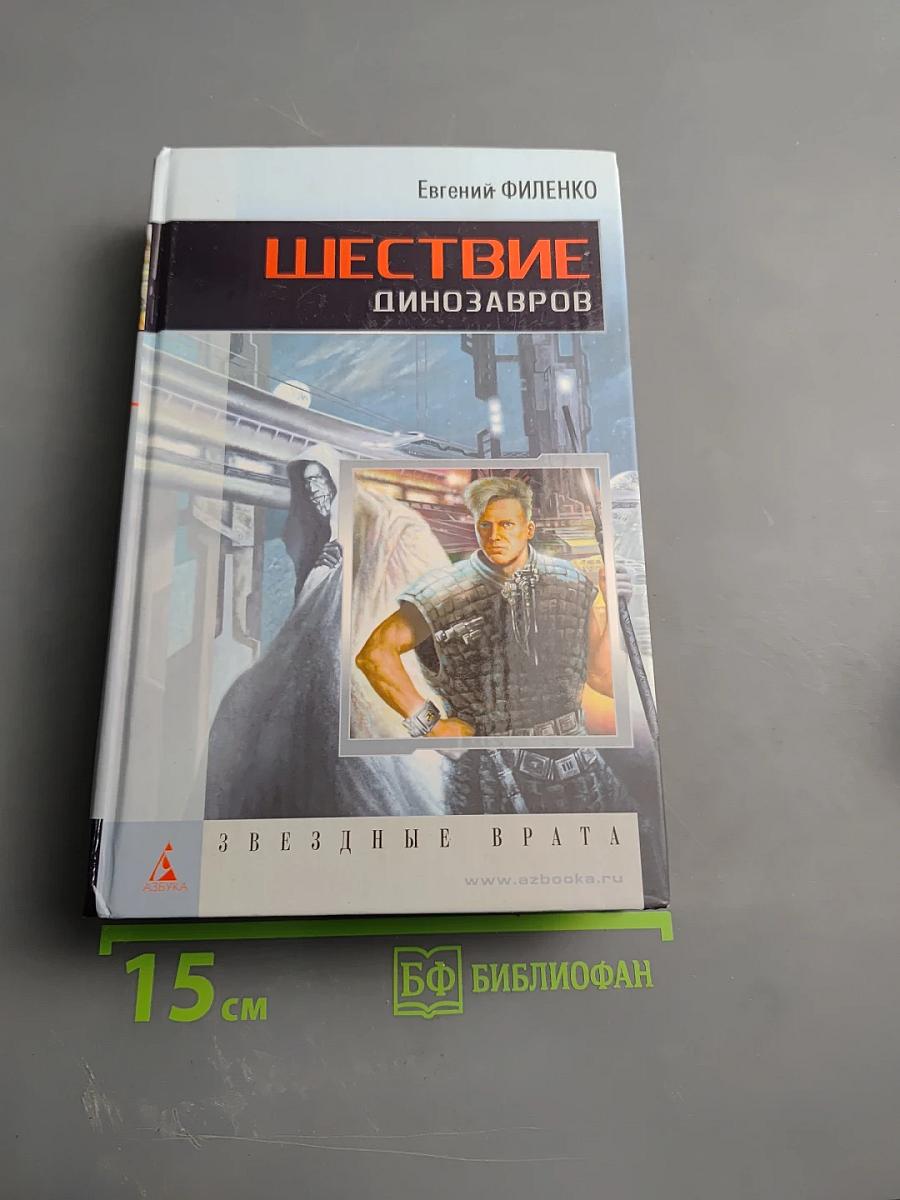 Евгений ФИЛЕНКО
ШЕСТВИЕ
ДИНОЗАВРОВ
ЗВЕЗДНЫЕ ВРАТА
АЗБУКА
www.azbooka.ru
15 см
БФ БИБЛИОФАН